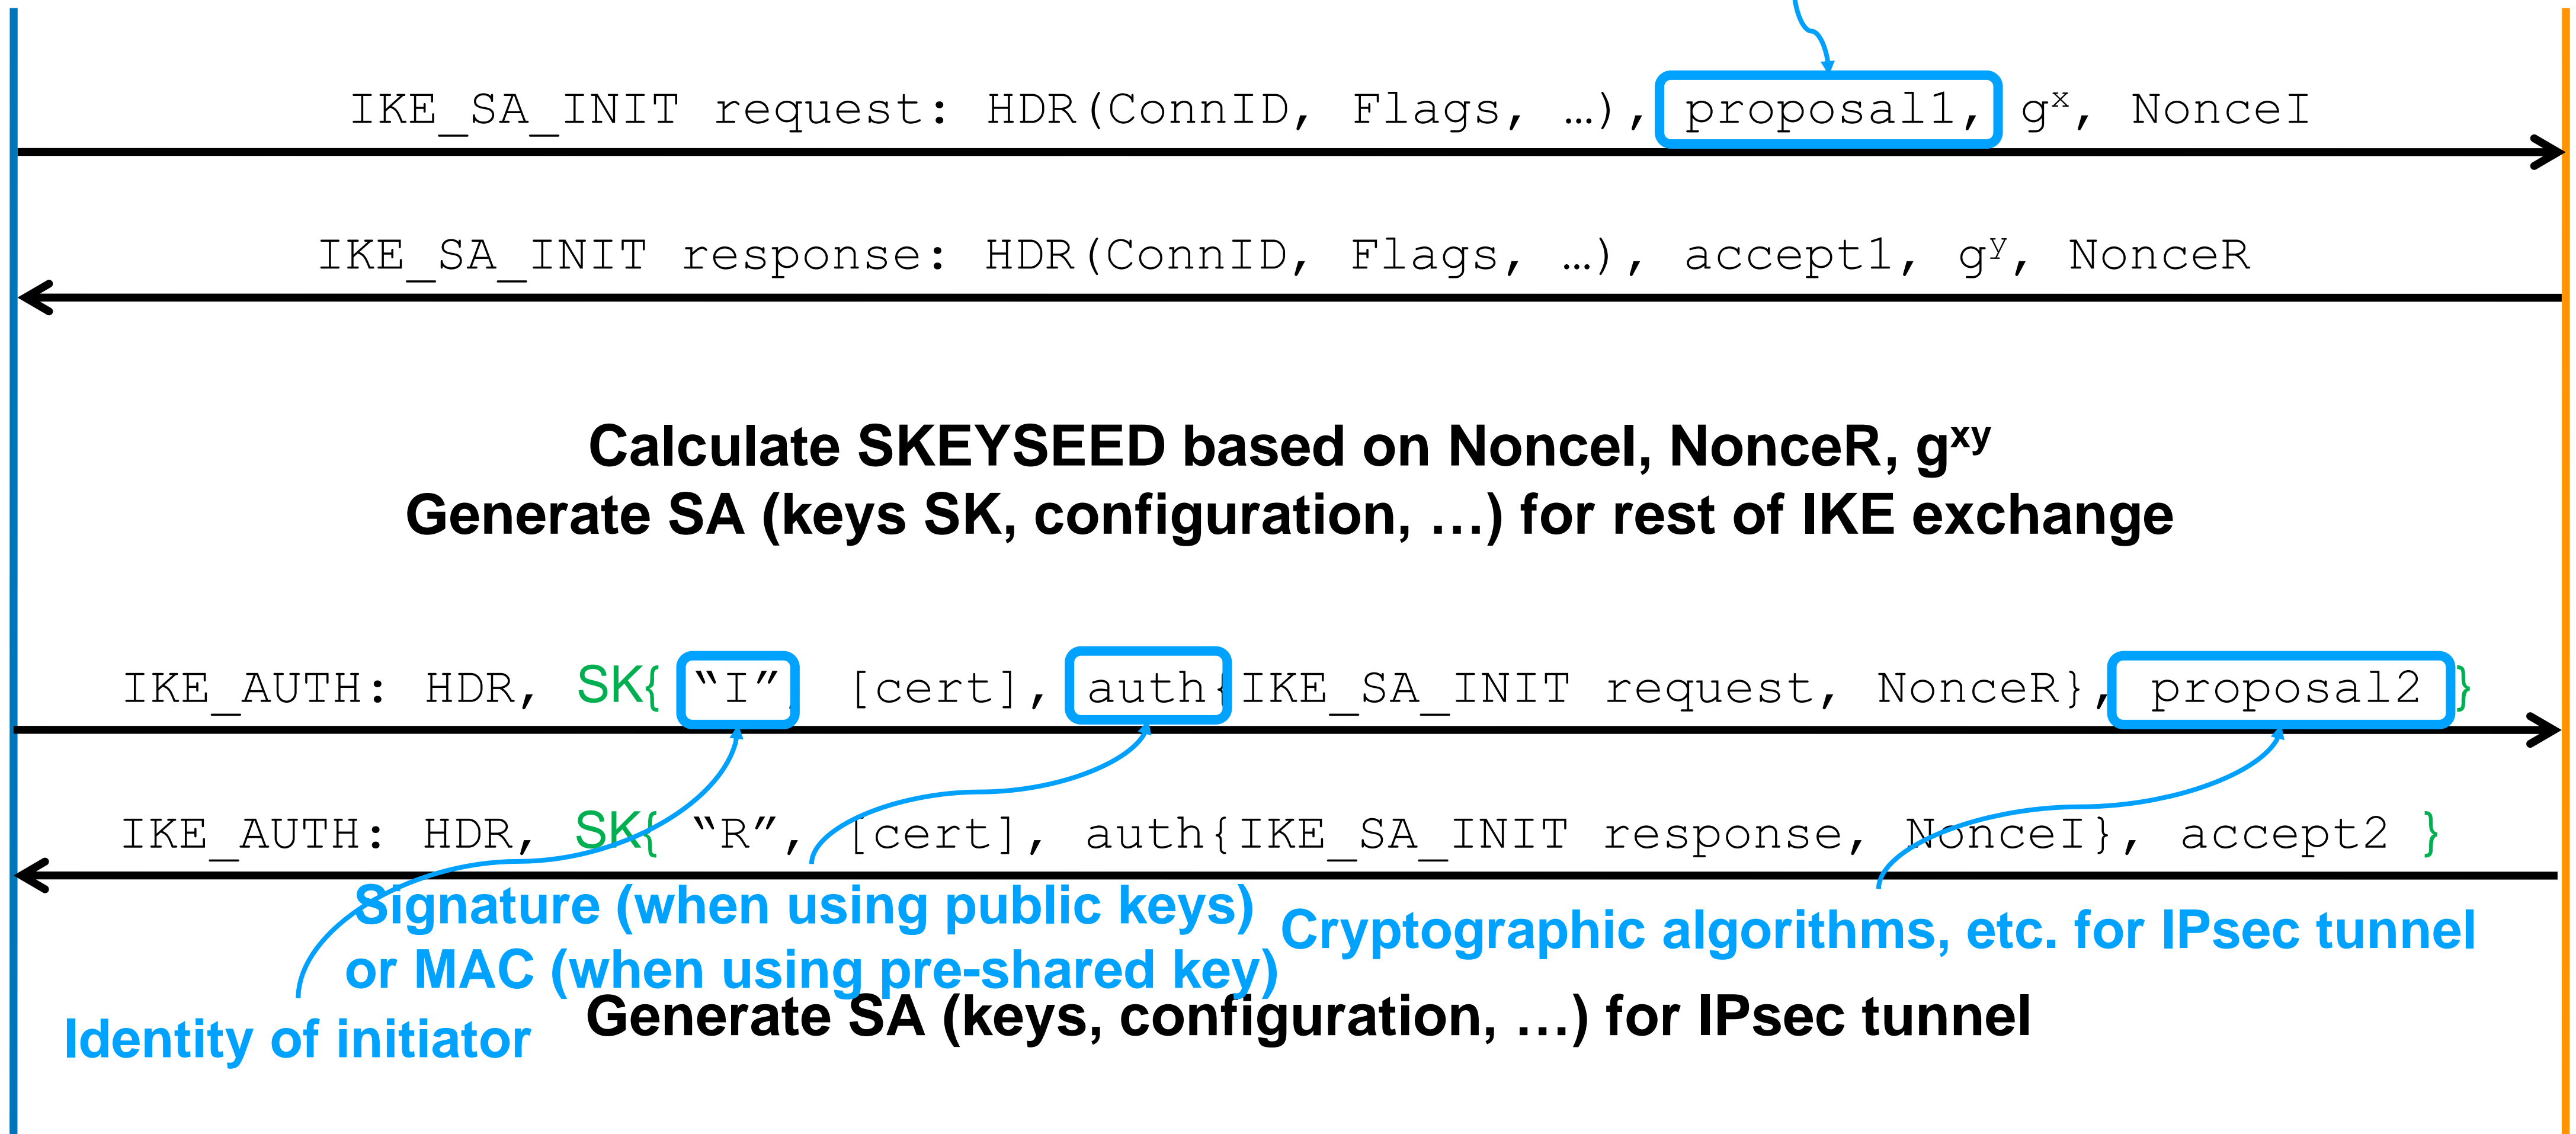 IKE_SA_INIT request: HDR(ConnID, Flags, …), proposal1, gˣ, NonceI
IKE_SA_INIT response: HDR(ConnID, Flags, …), accept1, gʸ, NonceR
Calculate SKEYSEED based on NonceI, NonceR, gˣʸ
Generate SA (keys SK, configuration, …) for rest of IKE exchange
IKE_AUTH: HDR, SK{ “I”, [cert], auth{IKE_SA_INIT request, NonceR}, proposal2 }
IKE_AUTH: HDR, SK{ “R”, [cert], auth{IKE_SA_INIT response, NonceI}, accept2 }
Signature (when using public keys)
or MAC (when using pre-shared key)
Cryptographic algorithms, etc. for IPsec tunnel
Generate SA (keys, configuration, …) for IPsec tunnel
Identity of initiator